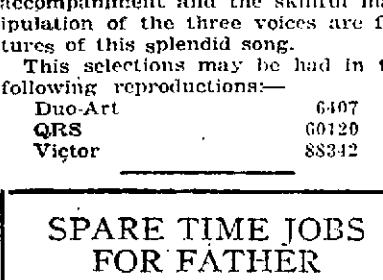 accompaniment and the skillful ma-
ipulation of the three voices are f
tures of this splendid song.
This selections may be had in t
following reproductions:—
Duo-Art 6407
QRS 60120
Victor 88342
SPARE TIME JOBS
FOR FATHER